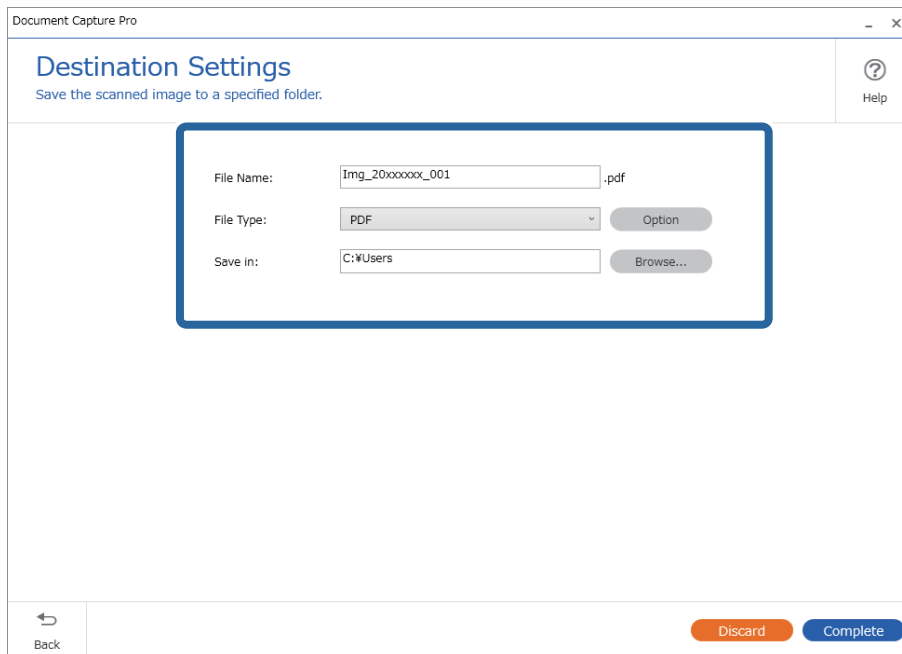 Document Capture Pro
Destination Settings
Save the scanned image to a specified folder.
Help
File Name: Img_20xxxxxx_001 .pdf
File Type: PDF Option
Save in: C:¥Users Browse...
Back
Discard Complete